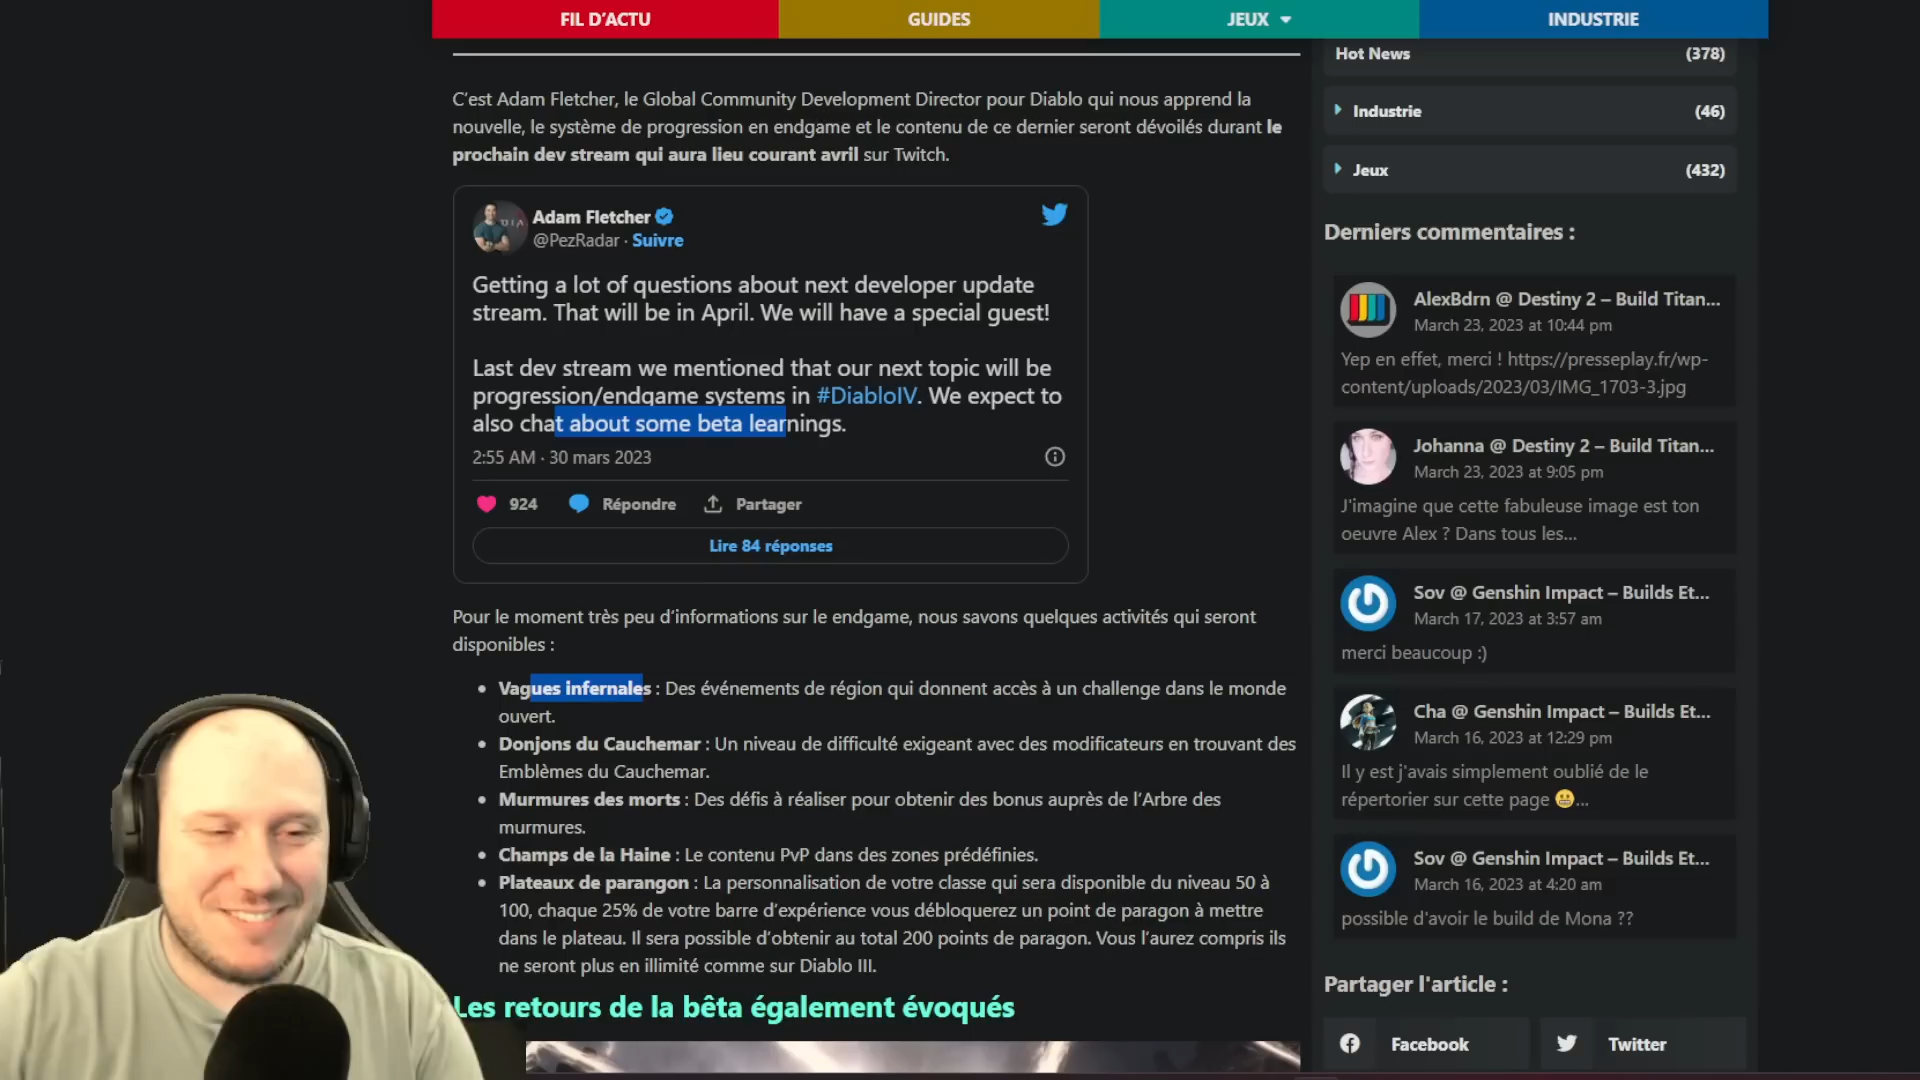 FIL D'ACTU
GUIDES
JEUX
INDUSTRIE
C'est Adam Fletcher, le Global Community Development Director pour Diablo qui nous apprend la
nouvelle, le système de progression en endgame et le contenu de ce dernier seront dévoilés durant le
prochain dev stream qui aura lieu courant avril sur Twitch.
Adam Fletcher
@PezRadar · Suivre
Getting a lot of questions about next developer update
stream. That will be in April. We will have a special guest!
Last dev stream we mentioned that our next topic will be
progression/endgame systems in #DiabloIV. We expect to
also chat about some beta learnings.
2:55 AM · 30 mars 2023
924
Répondre
Partager
Lire 84 réponses
Pour le moment très peu d'informations sur le endgame, nous savons quelques activités qui seront
disponibles :
• Vagues infernales : Des événements de région qui donnent accès à un challenge dans le monde
ouvert.
• Donjons du Cauchemar : Un niveau de difficulté exigeant avec des modificateurs en trouvant des
Emblèmes du Cauchemar.
• Murmures des morts : Des défis à réaliser pour obtenir des bonus auprès de l'Arbre des
murmures.
• Champs de la Haine : Le contenu PvP dans des zones prédéfinies.
• Plateaux de parangon : La personnalisation de votre classe qui sera disponible du niveau 50 à
100, chaque 25% de votre barre d'expérience vous débloquerez un point de paragon à mettre
dans le plateau. Il sera possible d'obtenir au total 200 points de paragon. Vous l'aurez compris ils
ne seront plus en illimité comme sur Diablo III.
Les retours de la bêta également évoqués
Hot News (378)
Industrie (46)
Jeux (432)
Derniers commentaires :
AlexBdrn @ Destiny 2 – Build Titan...
March 23, 2023 at 10:44 pm
Yep en effet, merci ! https://presseplay.fr/wp-
content/uploads/2023/03/IMG_1703-3.jpg
Johanna @ Destiny 2 – Build Titan...
March 23, 2023 at 9:05 pm
J'imagine que cette fabuleuse image est ton
oeuvre Alex ? Dans tous les...
Sov @ Genshin Impact – Builds Et...
March 17, 2023 at 3:57 am
merci beaucoup :)
Cha @ Genshin Impact – Builds Et...
March 16, 2023 at 12:29 pm
Il y est j'avais simplement oublié de le
répertorier sur cette page 😬...
Sov @ Genshin Impact – Builds Et...
March 16, 2023 at 4:20 am
possible d'avoir le build de Mona ??
Partager l'article :
Facebook
Twitter